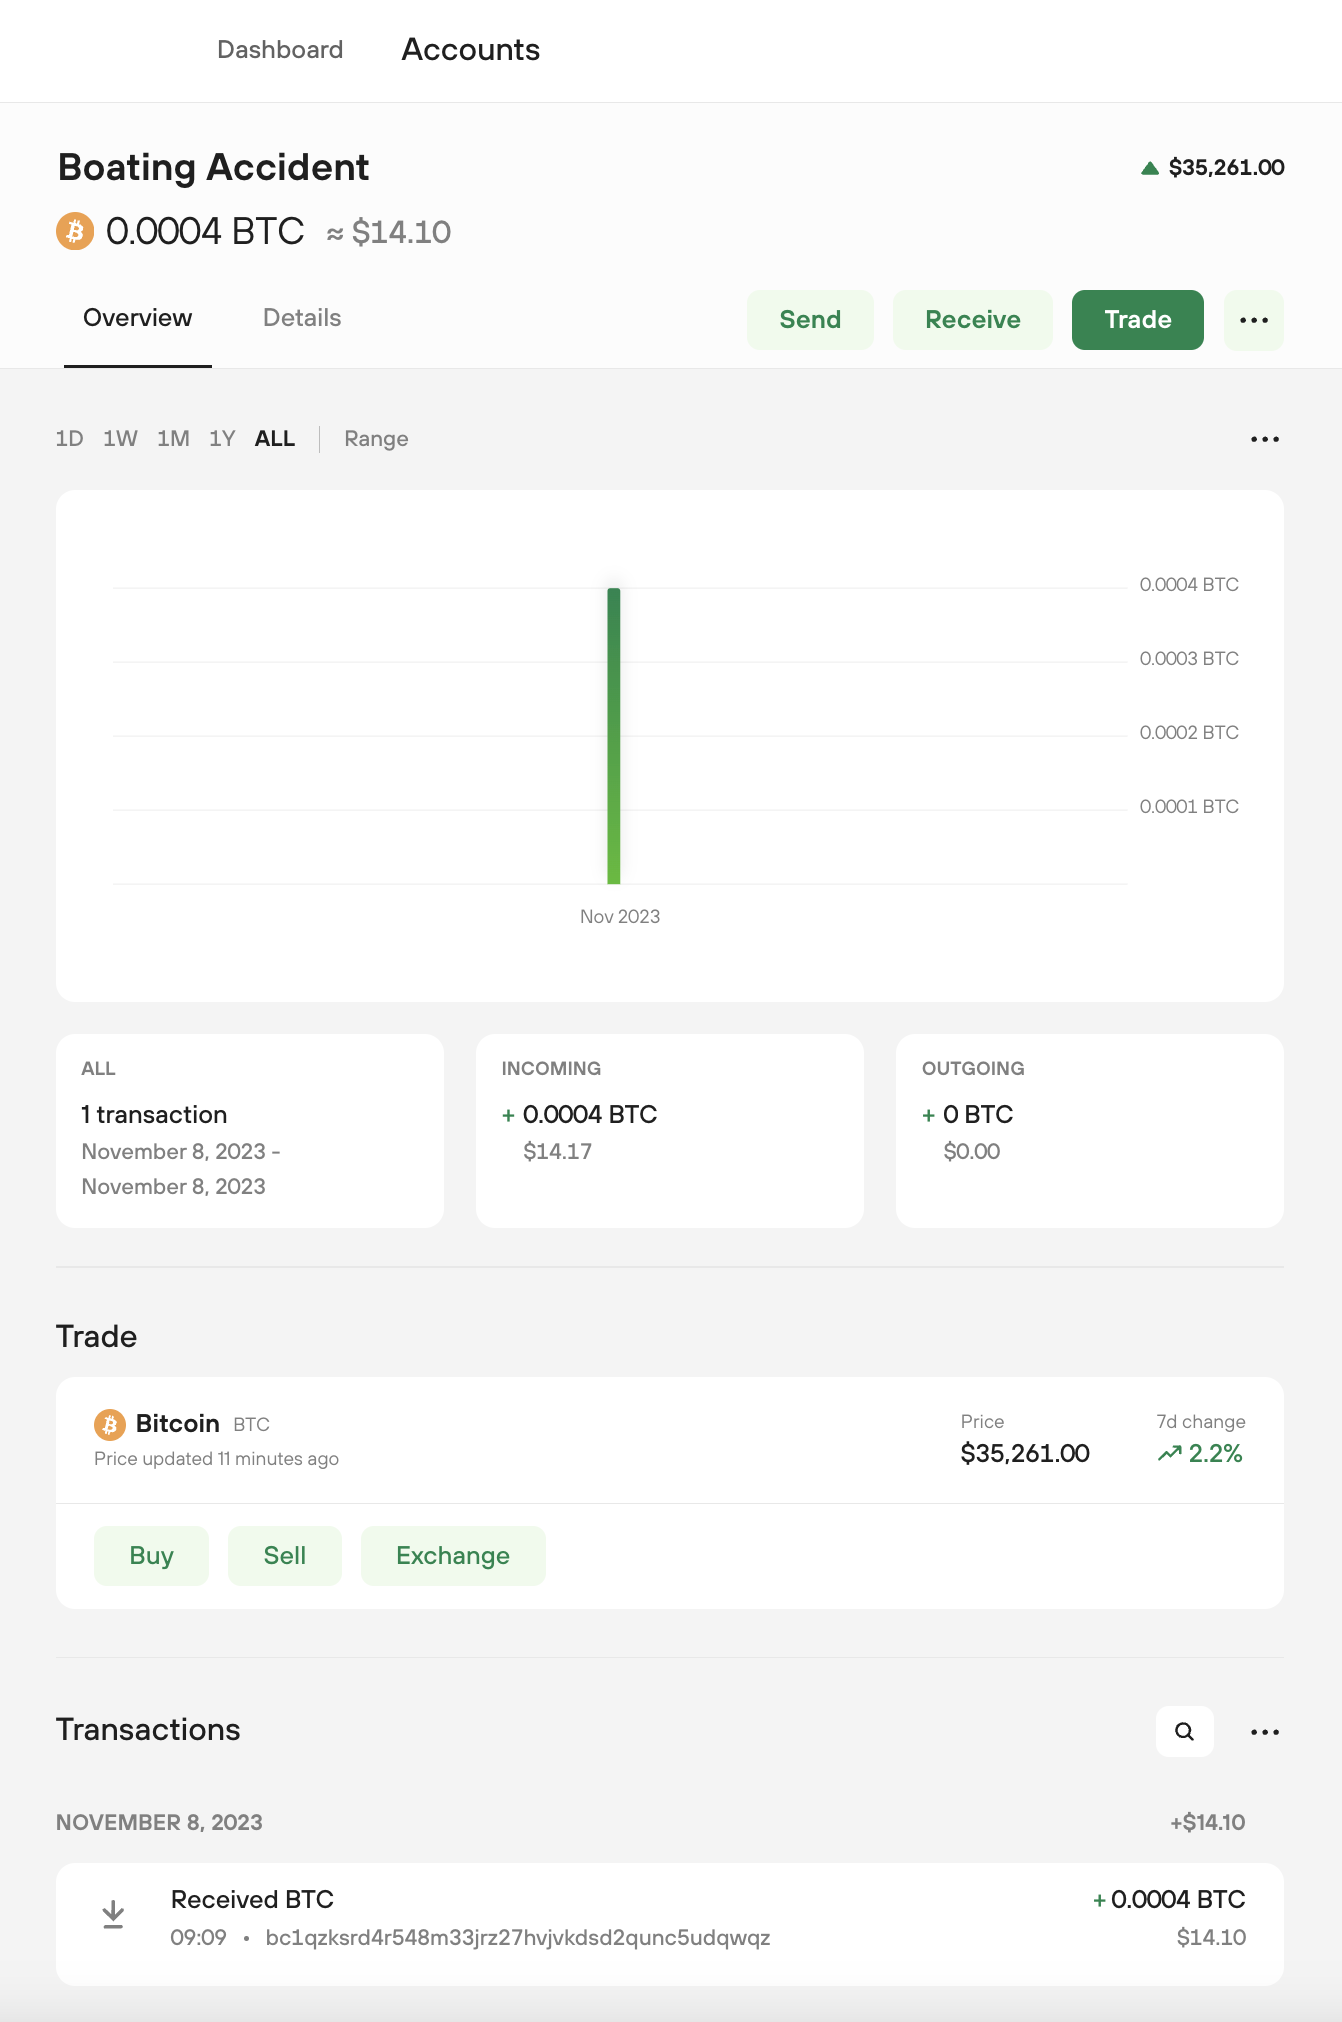 Dashboard Accounts
Boating Accident
$35,261.00
0.0004 BTC ≈ $14.10
Overview Details Send Receive Trade
1D 1W 1M 1Y ALL Range
0.0004 BTC
0.0003 BTC
0.0002 BTC
0.0001 BTC
Nov 2023
ALL
1 transaction
November 8, 2023 -
November 8, 2023
INCOMING
+ 0.0004 BTC
$14.17
OUTGOING
+ 0 BTC
$0.00
Trade
Bitcoin BTC
Price updated 11 minutes ago
Price
$35,261.00
7d change
2.2%
Buy Sell Exchange
Transactions
NOVEMBER 8, 2023 +$14.10
Received BTC + 0.0004 BTC
09:09 • bc1qzksrd4r548m33jrz27hvjvkdsd2qunc5udqwqz $14.10